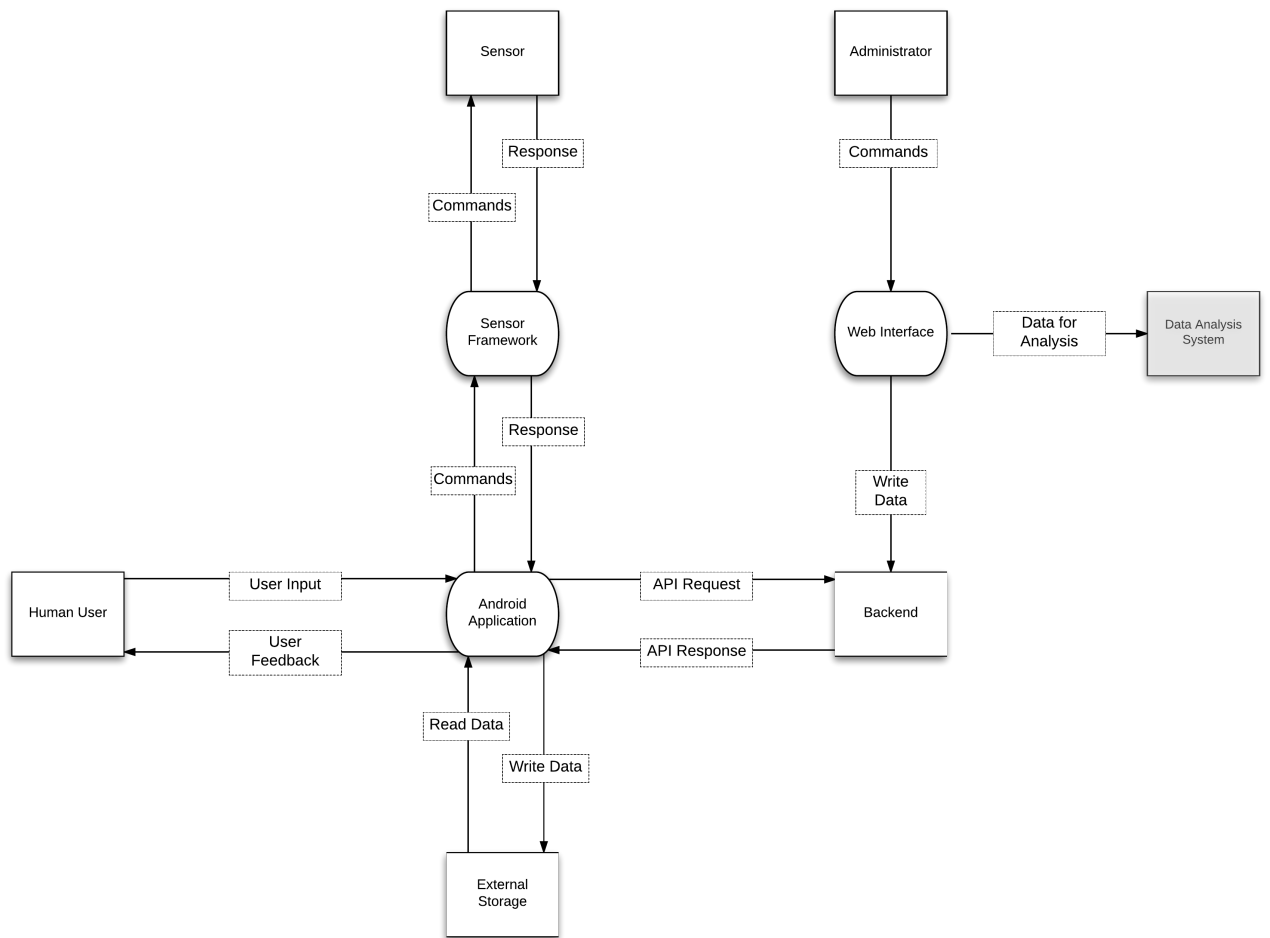 Sensor
Administrator
Response
Commands
Commands
Sensor
Framework
Web Interface
Data for
Analysis
Data Analysis
System
Response
Commands
Write
Data
Human User
User Input
User
Feedback
Android
Application
API Request
API Response
Backend
Read Data
Write Data
External
Storage